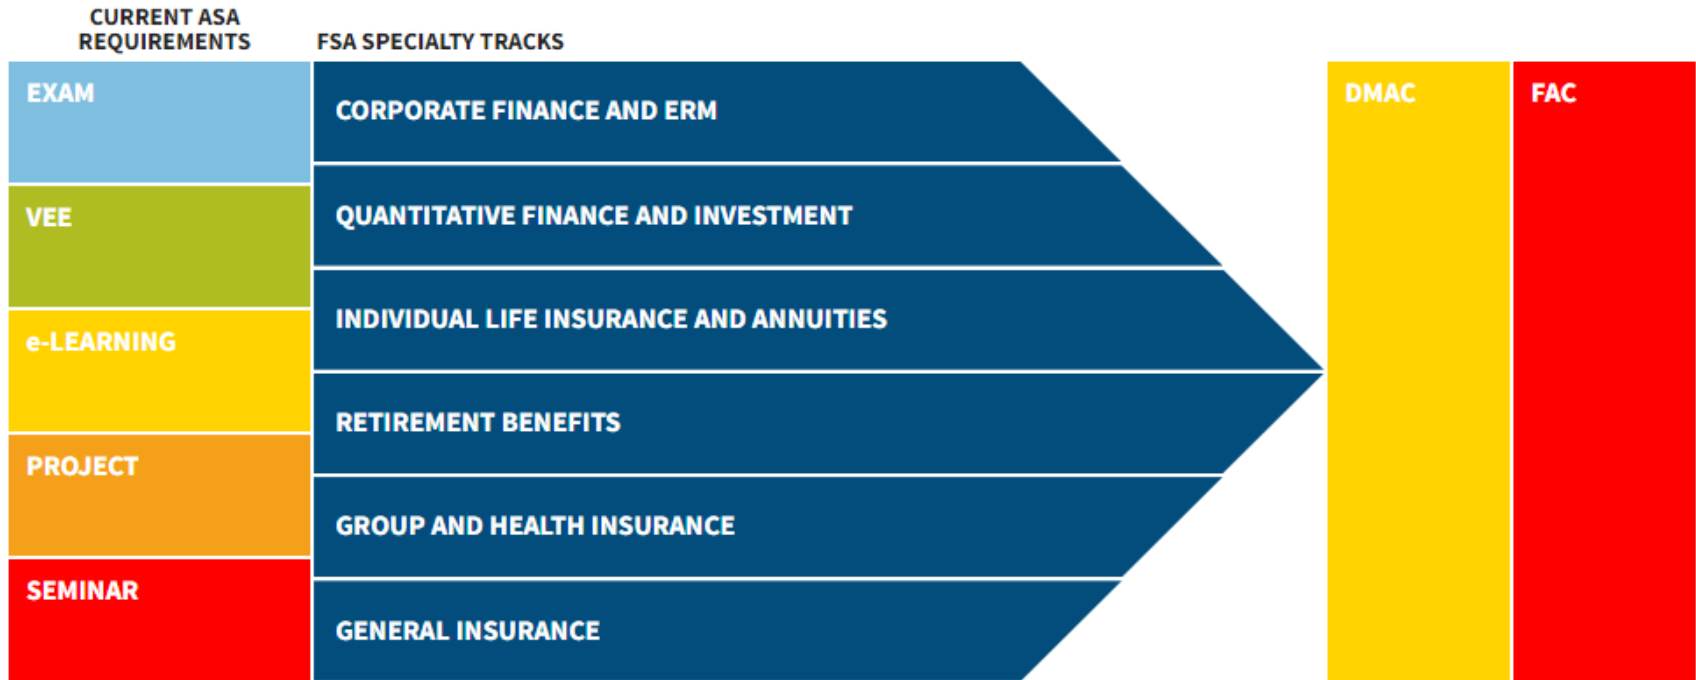 CURRENT ASA
REQUIREMENTS
FSA SPECIALTY TRACKS
EXAM
VEE
e-LEARNING
PROJECT
SEMINAR
CORPORATE FINANCE AND ERM
QUANTITATIVE FINANCE AND INVESTMENT
INDIVIDUAL LIFE INSURANCE AND ANNUITIES
RETIREMENT BENEFITS
GROUP AND HEALTH INSURANCE
GENERAL INSURANCE
DMAC
FAC